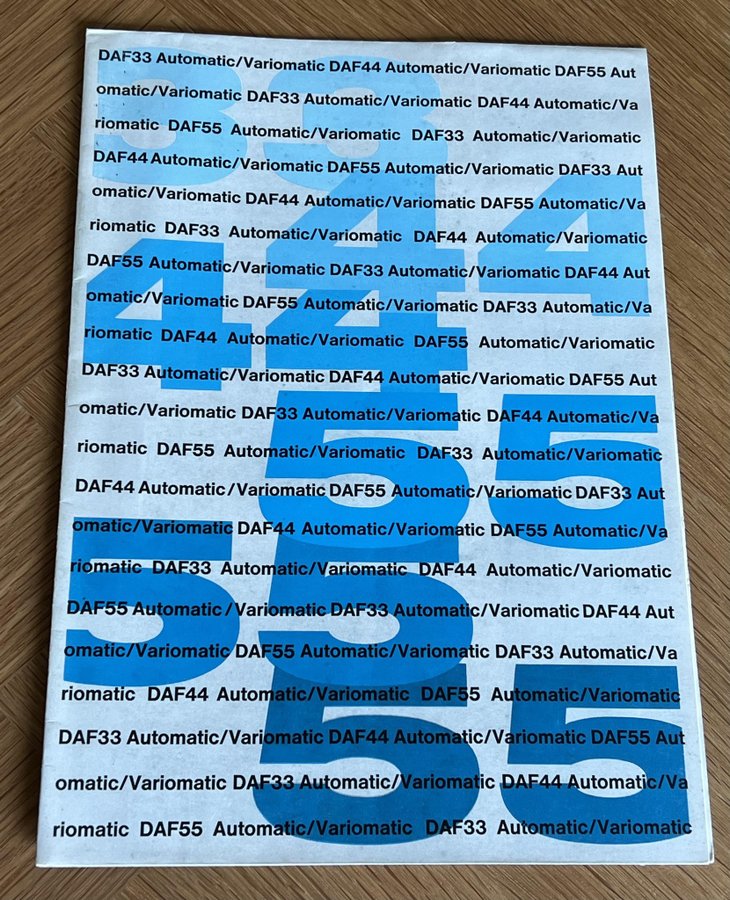 DAF33 Automatic/Variomatic DAF44 Automatic/Variomatic DAF55 Aut
omatic/Variomatic DAF33 Automatic/Variomatic DAF44 Automatic/Va
riomatic DAF55 Automatic/Variomatic DAF33 Automatic/Variomatic
DAF44 Automatic/Variomatic DAF55 Automatic/Variomatic DAF33 Aut
omatic/Variomatic DAF44 Automatic/Variomatic DAF55 Automatic/Va
riomatic DAF33 Automatic/Variomatic DAF44 Automatic/Variomatic
DAF55 Automatic/Variomatic DAF33 Automatic/Variomatic DAF44 Aut
omatic/Variomatic DAF55 Automatic/Variomatic DAF33 Automatic/Va
riomatic DAF44 Automatic/Variomatic DAF55 Automatic/Variomatic
DAF33 Automatic/Variomatic DAF44 Automatic/Variomatic DAF55 Aut
omatic/Variomatic DAF33 Automatic/Variomatic DAF44 Automatic/Va
riomatic DAF55 Automatic/Variomatic DAF33 Automatic/Variomatic
DAF44 Automatic/Variomatic DAF55 Automatic/Variomatic DAF33 Aut
omatic/Variomatic DAF44 Automatic/Variomatic DAF55 Automatic/Va
riomatic DAF33 Automatic/Variomatic DAF44 Automatic/Variomatic
DAF55 Automatic/Variomatic DAF33 Automatic/Variomatic DAF44 Aut
omatic/Variomatic DAF55 Automatic/Variomatic DAF33 Automatic/Va
riomatic DAF44 Automatic/Variomatic DAF55 Automatic/Variomatic
DAF33 Automatic/Variomatic DAF44 Automatic/Variomatic DAF55 Aut
omatic/Variomatic DAF33 Automatic/Variomatic DAF44 Automatic/Va
riomatic DAF55 Automatic/Variomatic DAF33 Automatic/Variomatic
33
44
44
55
55
55